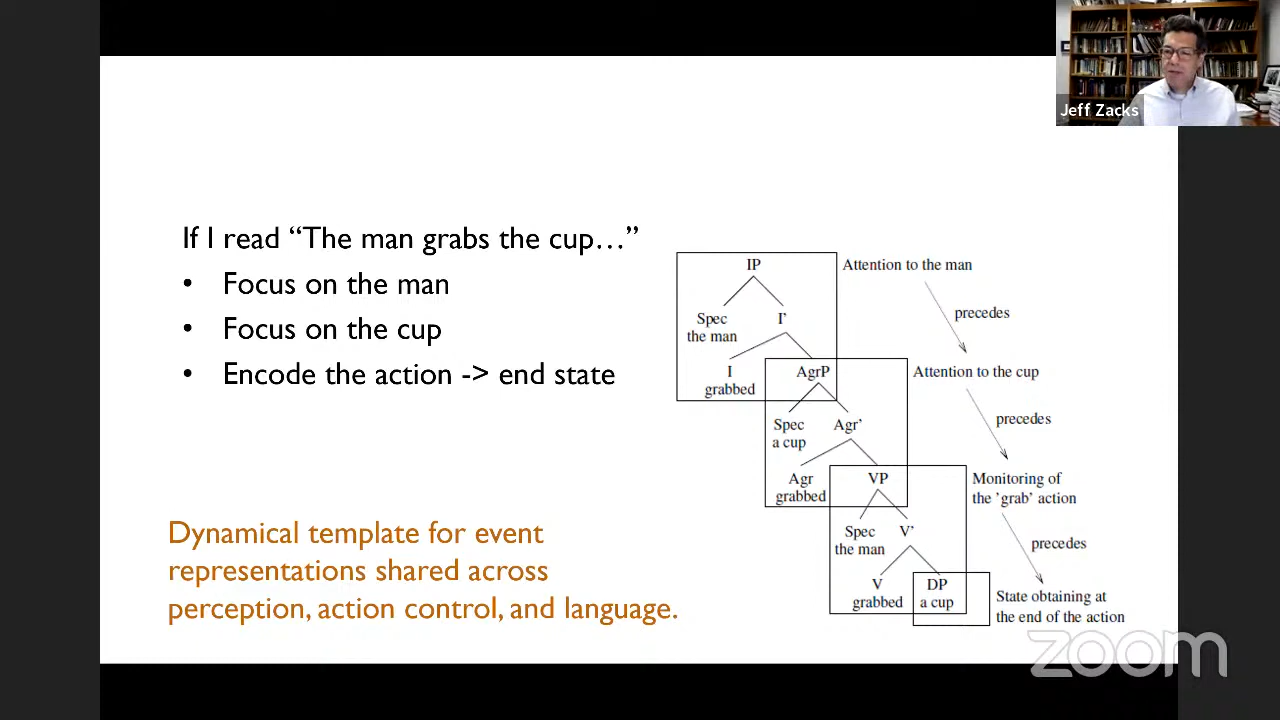 Jeff Zacks
If I read “The man grabs the cup…”
• Focus on the man
• Focus on the cup
• Encode the action -> end state
Dynamical template for event
representations shared across
perception, action control, and language.
IP
Attention to the man
Spec
the man
I'
precedes
I
grabbed
AgrP
Attention to the cup
Spec
a cup
Agr'
precedes
Agr
grabbed
VP
Monitoring of
the 'grab' action
Spec
the man
V'
precedes
V
grabbed
DP
a cup
State obtaining at
the end of the action
zoom